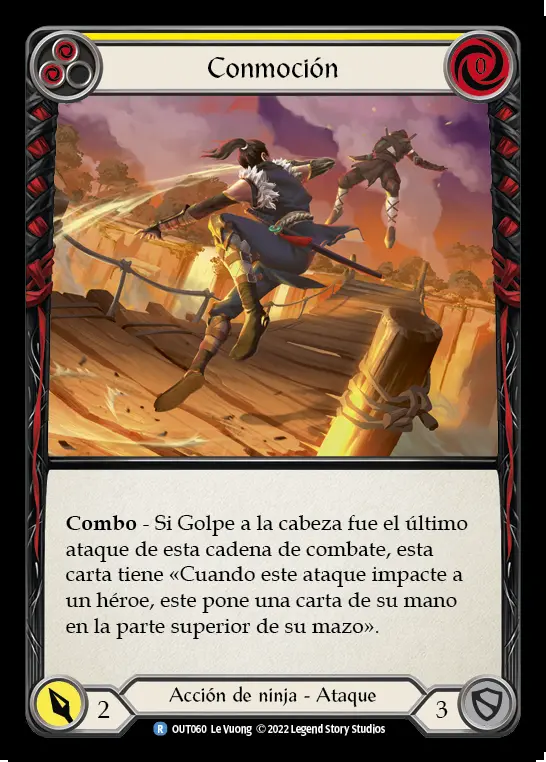 Conmoción
0
Combo - Si Golpe a la cabeza fue el último
ataque de esta cadena de combate, esta
carta tiene «Cuando este ataque impacte a
un héroe, este pone una carta de su mano
en la parte superior de su mazo».
2
Acción de ninja - Ataque
3
R OUT060 Le Vuong © 2022 Legend Story Studios